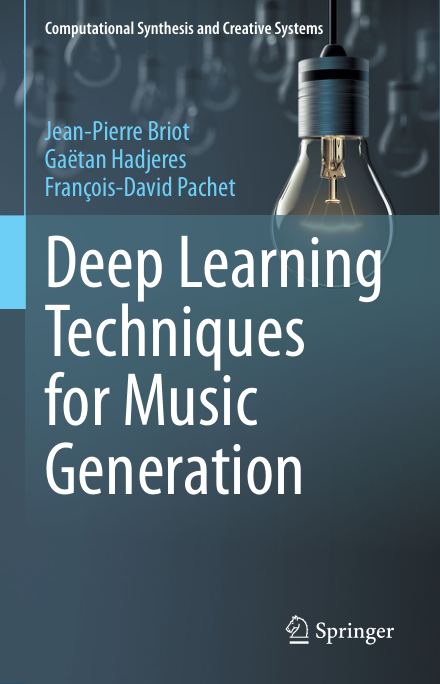 Computational Synthesis and Creative Systems
Jean-Pierre Briot
Gaëtan Hadjeres
François-David Pachet
Deep Learning
Techniques
for Music
Generation
Springer